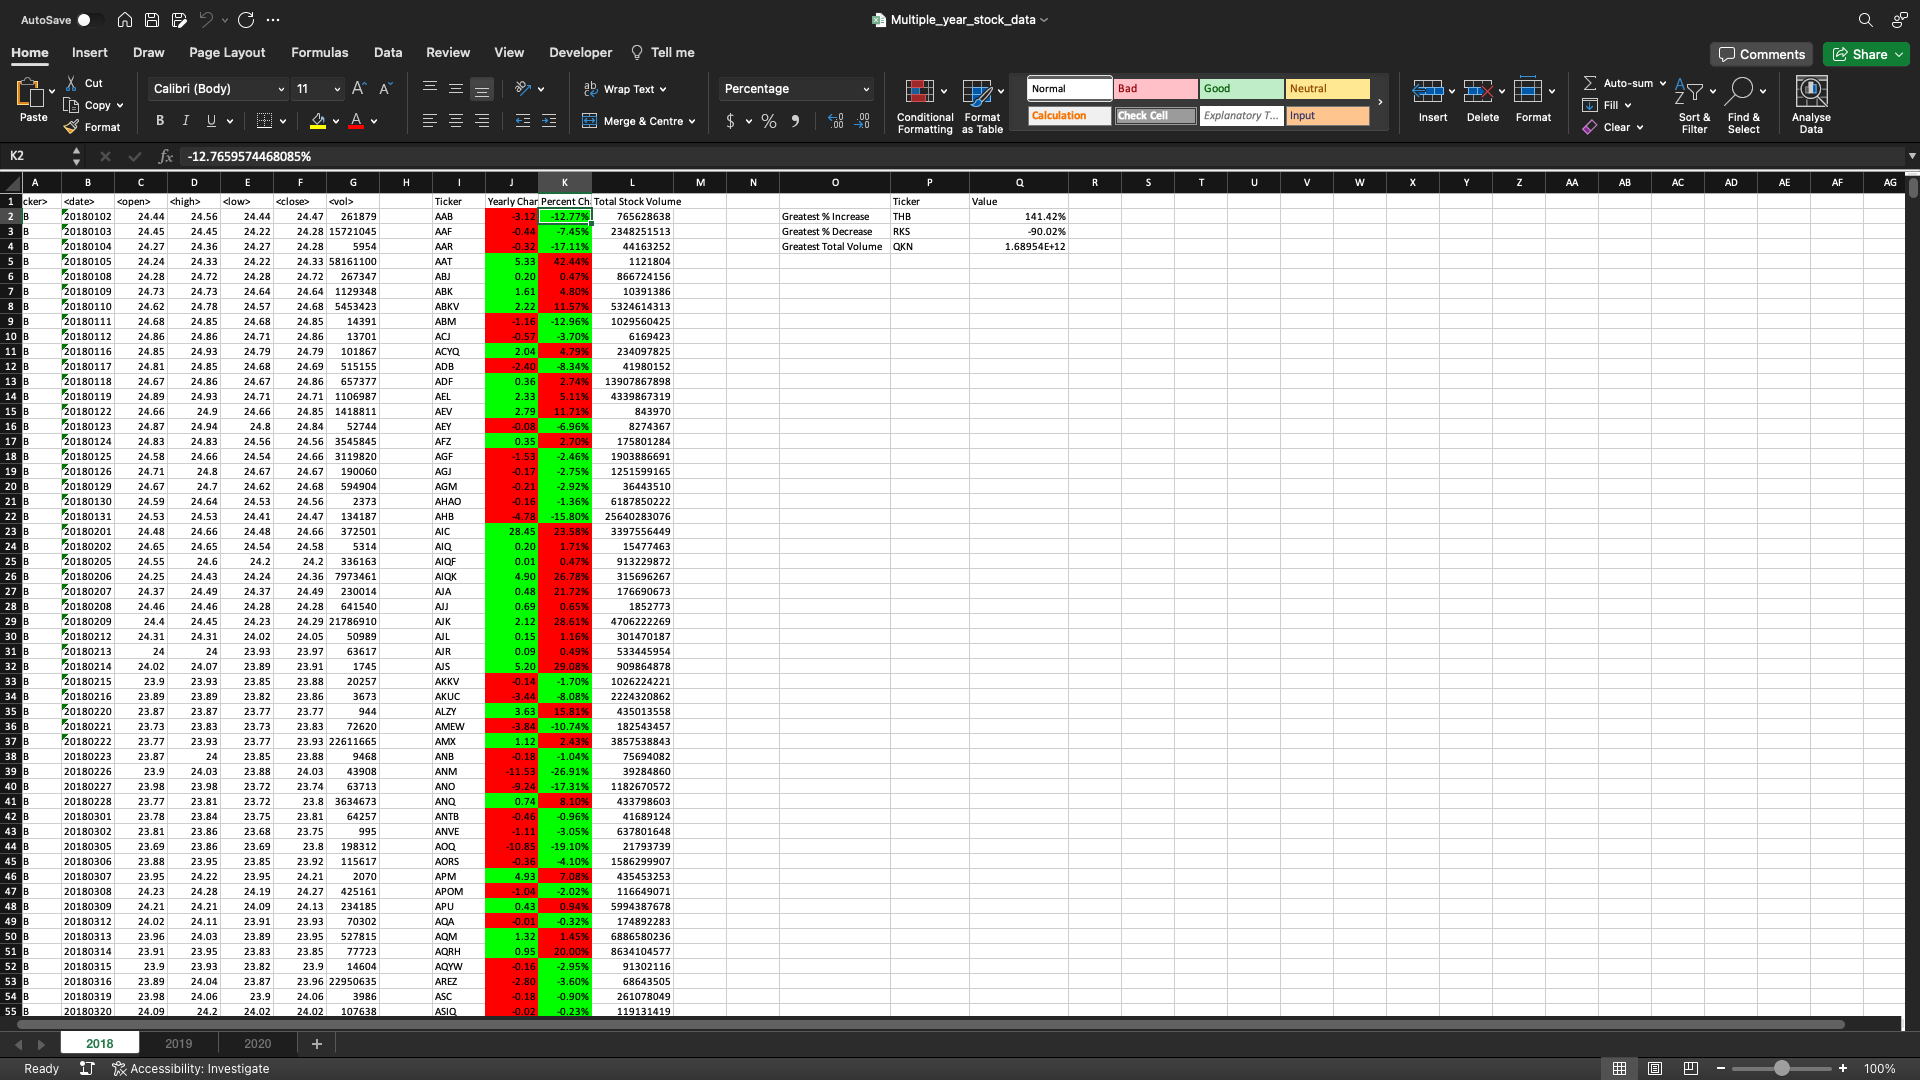 AutoSave
Multiple_year_stock_data
Home Insert Draw Page Layout Formulas Data Review View Developer Tell me
Comments Share
Cut Copy Format Paste
Calibri (Body) 11
B I U
Wrap Text Merge & Centre
Percentage
Conditional Formatting Format as Table
Normal Bad Good Neutral
Calculation Check Cell Explanatory T... Input
Insert Delete Format
Auto-sum Fill Clear
Sort & Filter Find & Select Analyse Data
K2 fx -12.7659574468085%
A B C D E F G H I J K L M N O P Q R S T U V W X Y Z AA AB AC AD AE AF AG
1 cker> <date> <open> <high> <low> <close> <vol> Ticker Yearly Char Percent Ch Total Stock Volume Ticker Value
2 B 20180102 24.44 24.56 24.44 24.47 261879 AAB -3.12 -12.77% 765628638 Greatest % Increase THB 141.42%
3 B 20180103 24.45 24.45 24.22 24.28 15721045 AAF -0.44 -7.45% 2348251513 Greatest % Decrease RKS -90.02%
4 B 20180104 24.27 24.36 24.27 24.28 5954 AAR -0.32 -17.11% 44163252 Greatest Total Volume QKN 1.68954E+12
5 B 20180105 24.24 24.33 24.22 24.33 58161100 AAT 5.33 42.44% 1121804
6 B 20180108 24.28 24.72 24.28 24.72 267347 ABJ 0.20 0.47% 866724156
7 B 20180109 24.73 24.73 24.64 24.64 1129348 ABK 1.61 4.80% 10391386
8 B 20180110 24.62 24.78 24.57 24.68 5453423 ABKV 2.22 11.57% 5324614313
9 B 20180111 24.68 24.85 24.68 24.85 14391 ABM -1.16 -12.96% 1029560425
10 B 20180112 24.86 24.86 24.71 24.86 13701 ACJ -0.57 -3.70% 6169423
11 B 20180116 24.85 24.93 24.79 24.79 101867 ACYQ 2.04 4.79% 234097825
12 B 20180117 24.81 24.85 24.68 24.69 515155 ADB -2.40 -8.34% 41980152
13 B 20180118 24.67 24.86 24.67 24.86 657377 ADF 0.36 2.74% 13907867898
14 B 20180119 24.89 24.93 24.71 24.71 1106987 AEL 2.33 5.11% 4339867319
15 B 20180122 24.66 24.9 24.66 24.85 1418811 AEV 2.79 11.71% 843970
16 B 20180123 24.87 24.94 24.8 24.84 52744 AEY -0.08 -6.96% 8274367
17 B 20180124 24.83 24.83 24.56 24.56 3545845 AFZ 0.35 2.70% 175801284
18 B 20180125 24.58 24.66 24.54 24.66 3119820 AGF -1.53 -2.46% 1903886691
19 B 20180126 24.71 24.8 24.67 24.67 190060 AGJ -0.17 -2.75% 1251599165
20 B 20180129 24.67 24.7 24.62 24.68 594904 AGM -0.21 -2.92% 36443510
21 B 20180130 24.59 24.64 24.53 24.56 2373 AHAO -0.16 -1.36% 6187850222
22 B 20180131 24.53 24.53 24.41 24.47 134187 AHB -4.78 -15.80% 25640283076
23 B 20180201 24.48 24.66 24.48 24.66 372501 AIC 28.45 23.58% 3397556449
24 B 20180202 24.65 24.65 24.54 24.58 5314 AIQ 0.20 1.71% 15477463
25 B 20180205 24.55 24.6 24.2 24.2 336163 AIQF 0.01 0.47% 913229872
26 B 20180206 24.25 24.43 24.24 24.36 7973461 AIQK 4.90 26.78% 315696267
27 B 20180207 24.37 24.49 24.37 24.49 230014 AJA 0.48 21.72% 176690673
28 B 20180208 24.46 24.46 24.28 24.28 641540 AJJ 0.69 0.65% 1852773
29 B 20180209 24.4 24.45 24.23 24.29 21786910 AJK 2.12 28.61% 4706222269
30 B 20180212 24.31 24.31 24.02 24.05 50989 AJL 0.15 1.16% 301470187
31 B 20180213 24 24 23.93 23.97 63617 AJR 0.09 0.49% 533445954
32 B 20180214 24.02 24.07 23.89 23.91 1745 AJS 5.20 29.08% 909864878
33 B 20180215 23.9 23.93 23.85 23.88 20257 AKKV -0.14 -1.70% 1026224221
34 B 20180216 23.89 23.89 23.82 23.86 3673 AKUC -3.44 -8.08% 2224320862
35 B 20180220 23.87 23.87 23.77 23.77 944 ALZY 3.63 15.81% 435013558
36 B 20180221 23.73 23.83 23.73 23.83 72620 AMEW -3.84 -10.74% 182543457
37 B 20180222 23.77 23.93 23.77 23.93 22611665 AMX 1.12 2.43% 3857538843
38 B 20180223 23.87 24 23.85 23.88 9468 ANB -0.18 -1.04% 75694082
39 B 20180226 23.9 24.03 23.88 24.03 43908 ANM -11.53 -26.91% 39284860
40 B 20180227 23.98 23.98 23.72 23.74 63713 ANO -9.24 -17.31% 1182670572
41 B 20180228 23.77 23.81 23.72 23.8 3634673 ANQ 0.74 8.10% 433798603
42 B 20180301 23.78 23.84 23.75 23.81 64257 ANTB -0.46 -0.96% 41689124
43 B 20180302 23.81 23.86 23.68 23.75 995 ANVE -1.11 -3.05% 637801648
44 B 20180305 23.69 23.86 23.69 23.8 198312 AOQ -10.85 -19.10% 21793739
45 B 20180306 23.88 23.95 23.85 23.92 115617 AORS -0.36 -4.10% 1586299907
46 B 20180307 23.95 24.22 23.95 24.21 2070 APM 4.93 7.08% 435453253
47 B 20180308 24.23 24.28 24.19 24.27 425161 APOM -1.04 -2.02% 116649071
48 B 20180309 24.21 24.21 24.09 24.13 234185 APU 0.43 0.94% 5994387678
49 B 20180312 24.02 24.11 23.91 23.93 70302 AQA -0.01 -0.32% 174892283
50 B 20180313 23.96 24.03 23.89 23.95 527815 AQM 1.32 1.45% 6886580236
51 B 20180314 23.91 23.95 23.83 23.85 77723 AQRH 0.95 20.00% 8634104577
52 B 20180315 23.9 23.93 23.82 23.9 14604 AQYW -0.16 -2.95% 91302116
53 B 20180316 23.89 24.04 23.87 23.96 22950635 AREZ -2.80 -3.60% 68643505
54 B 20180319 23.98 24.06 23.9 24.06 3986 ASC -0.18 -0.90% 261078049
55 B 20180320 24.09 24.2 24.02 24.02 107638 ASIQ -0.02 -0.23% 119131419
2018 2019 2020 +
Ready Accessibility: Investigate 100%